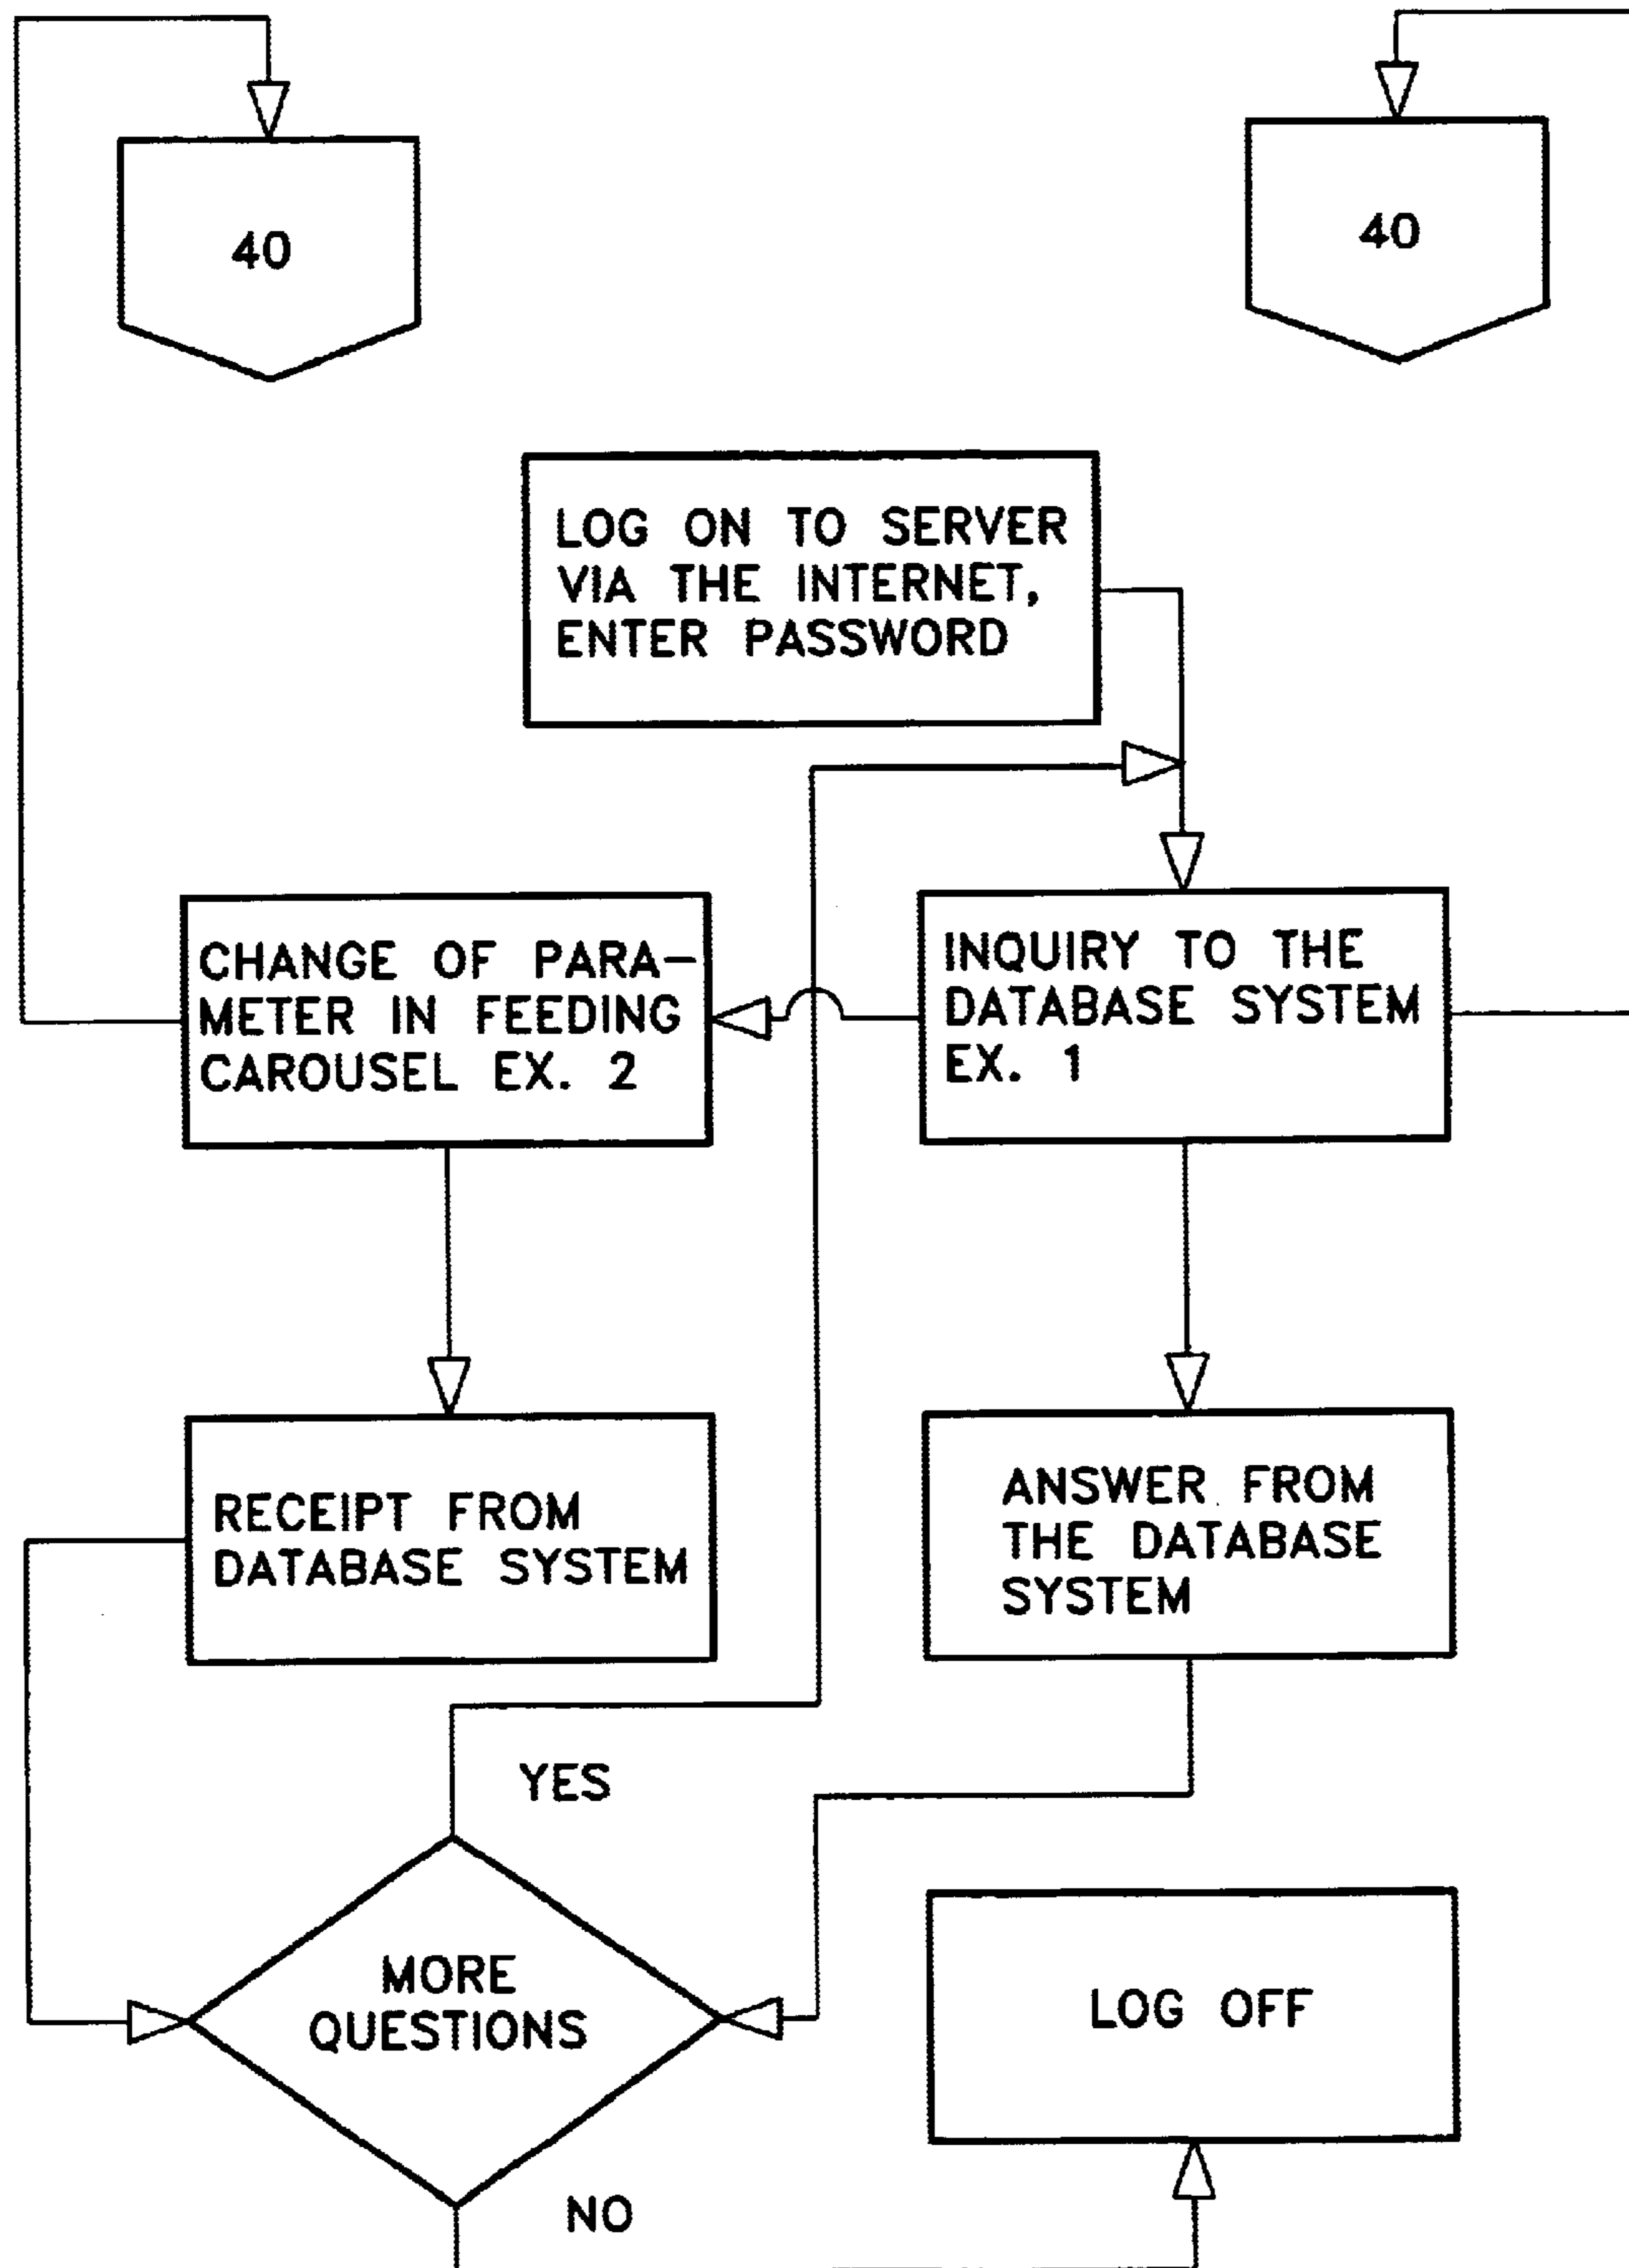 40
40
LOG ON TO SERVER
VIA THE INTERNET,
ENTER PASSWORD
CHANGE OF PARA-
METER IN FEEDING
CAROUSEL EX. 2
INQUIRY TO THE
DATABASE SYSTEM
EX. 1
RECEIPT FROM
DATABASE SYSTEM
ANSWER FROM
THE DATABASE
SYSTEM
YES
MORE
QUESTIONS
LOG OFF
NO